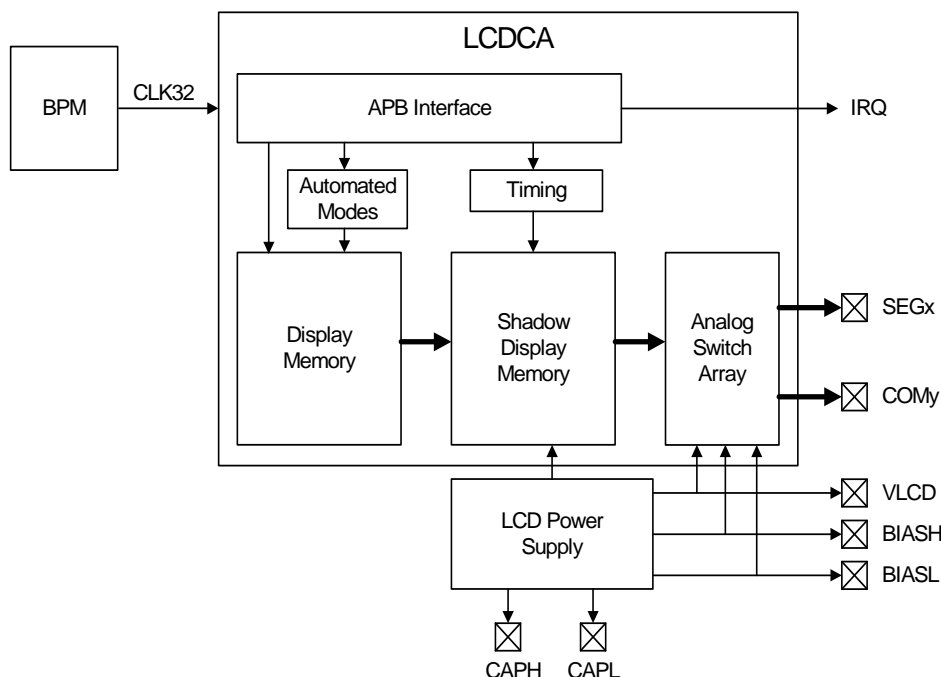 LCDCA
BPM
CLK32
APB Interface
IRQ
Automated
Modes
Timing
Display
Memory
Shadow
Display
Memory
Analog
Switch
Array
SEGx
COMy
LCD Power
Supply
VLCD
BIASH
BIASL
CAPH
CAPL